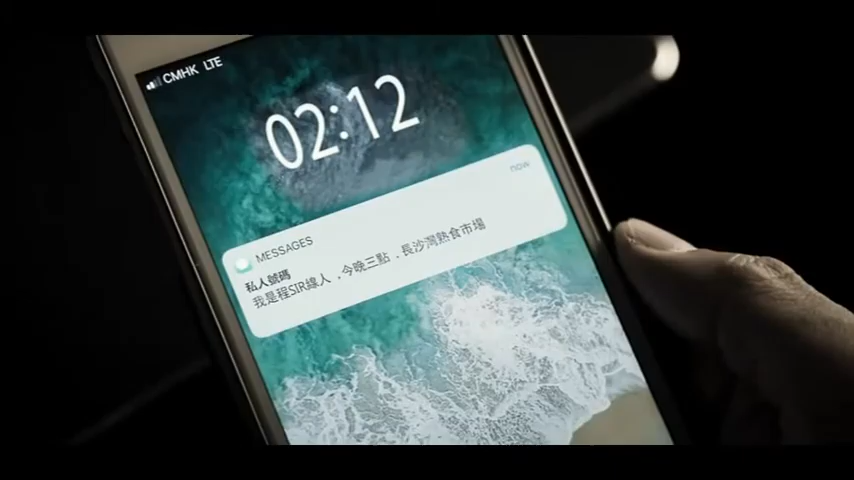 CMHK LTE
02:12
MESSAGES
now
私人號碼
我是程SIR線人，今晚三點，長沙灣熟食市場